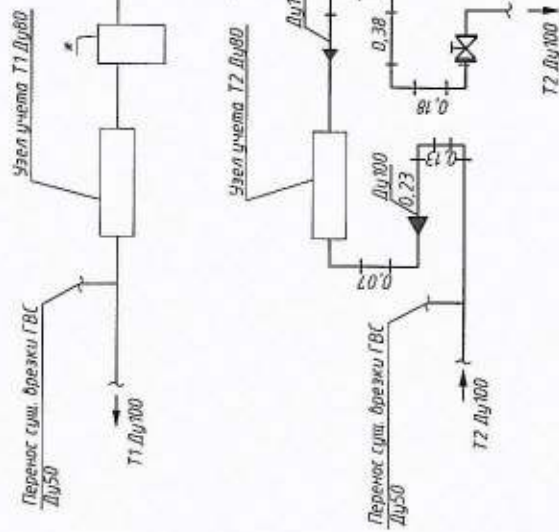 Узел учета Т1 Ду80
Перенос сущ. врезки ГВС
Ду50
Т1 Ду100
Узел учета Т2 Ду80
0,38
0,18
Т2 Ду100
Ду100
0,23
0,13
0,07
Перенос сущ. врезки ГВС
Ду50
Т2 Ду100